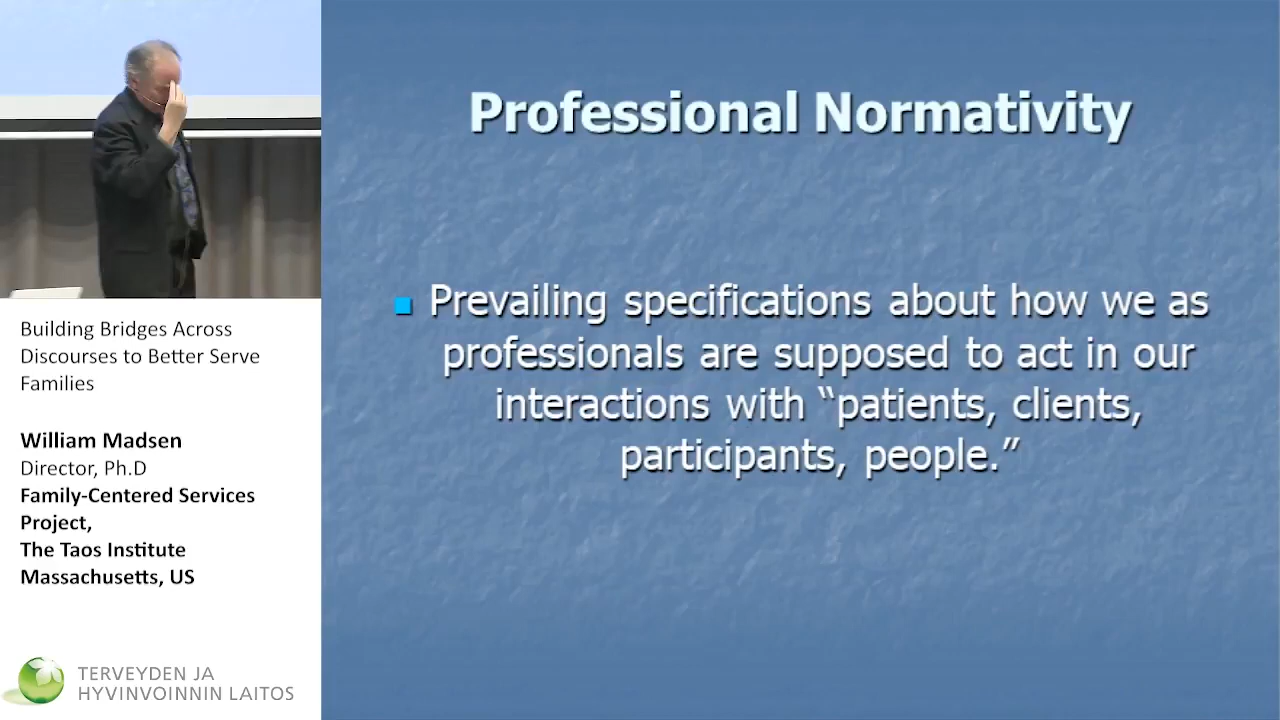 Professional Normativity
Prevailing specifications about how we as
professionals are supposed to act in our
interactions with “patients, clients,
participants, people.”
Building Bridges Across
Discourses to Better Serve
Families
William Madsen
Director, Ph.D
Family-Centered Services
Project,
The Taos Institute
Massachusetts, US
TERVEYDEN JA
HYVINVOINNIN LAITOS